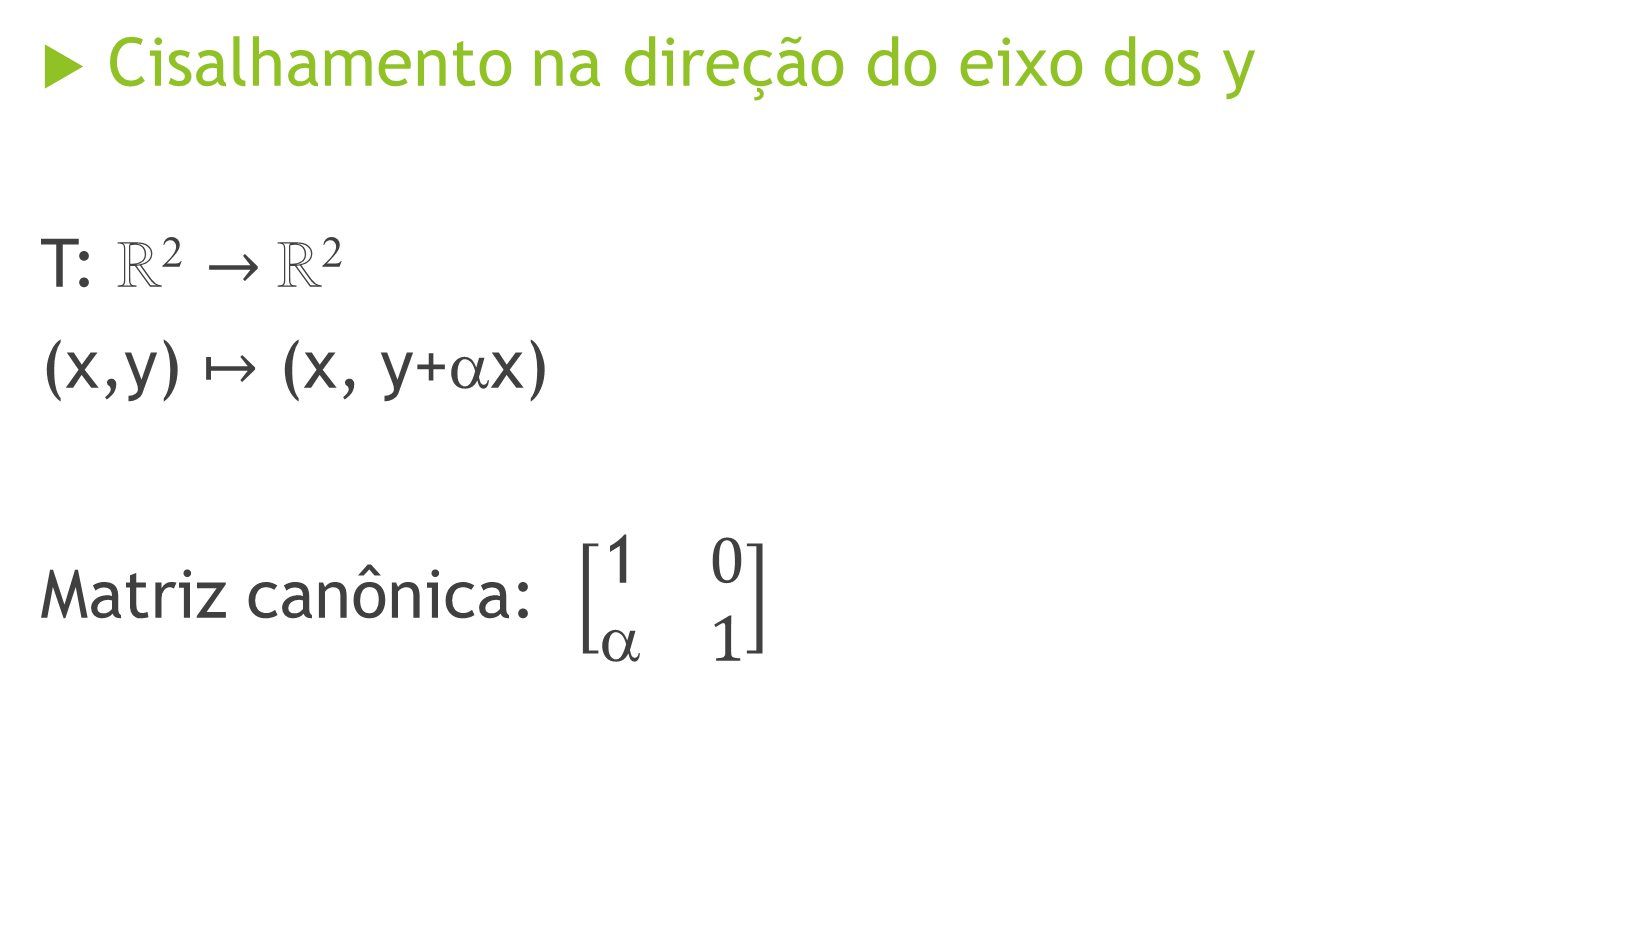 ▶ Cisalhamento na direção do eixo dos y
T: ℝ² → ℝ²
(x,y) ↦ (x, y+αx)
Matriz canônica: [1 0
α 1]